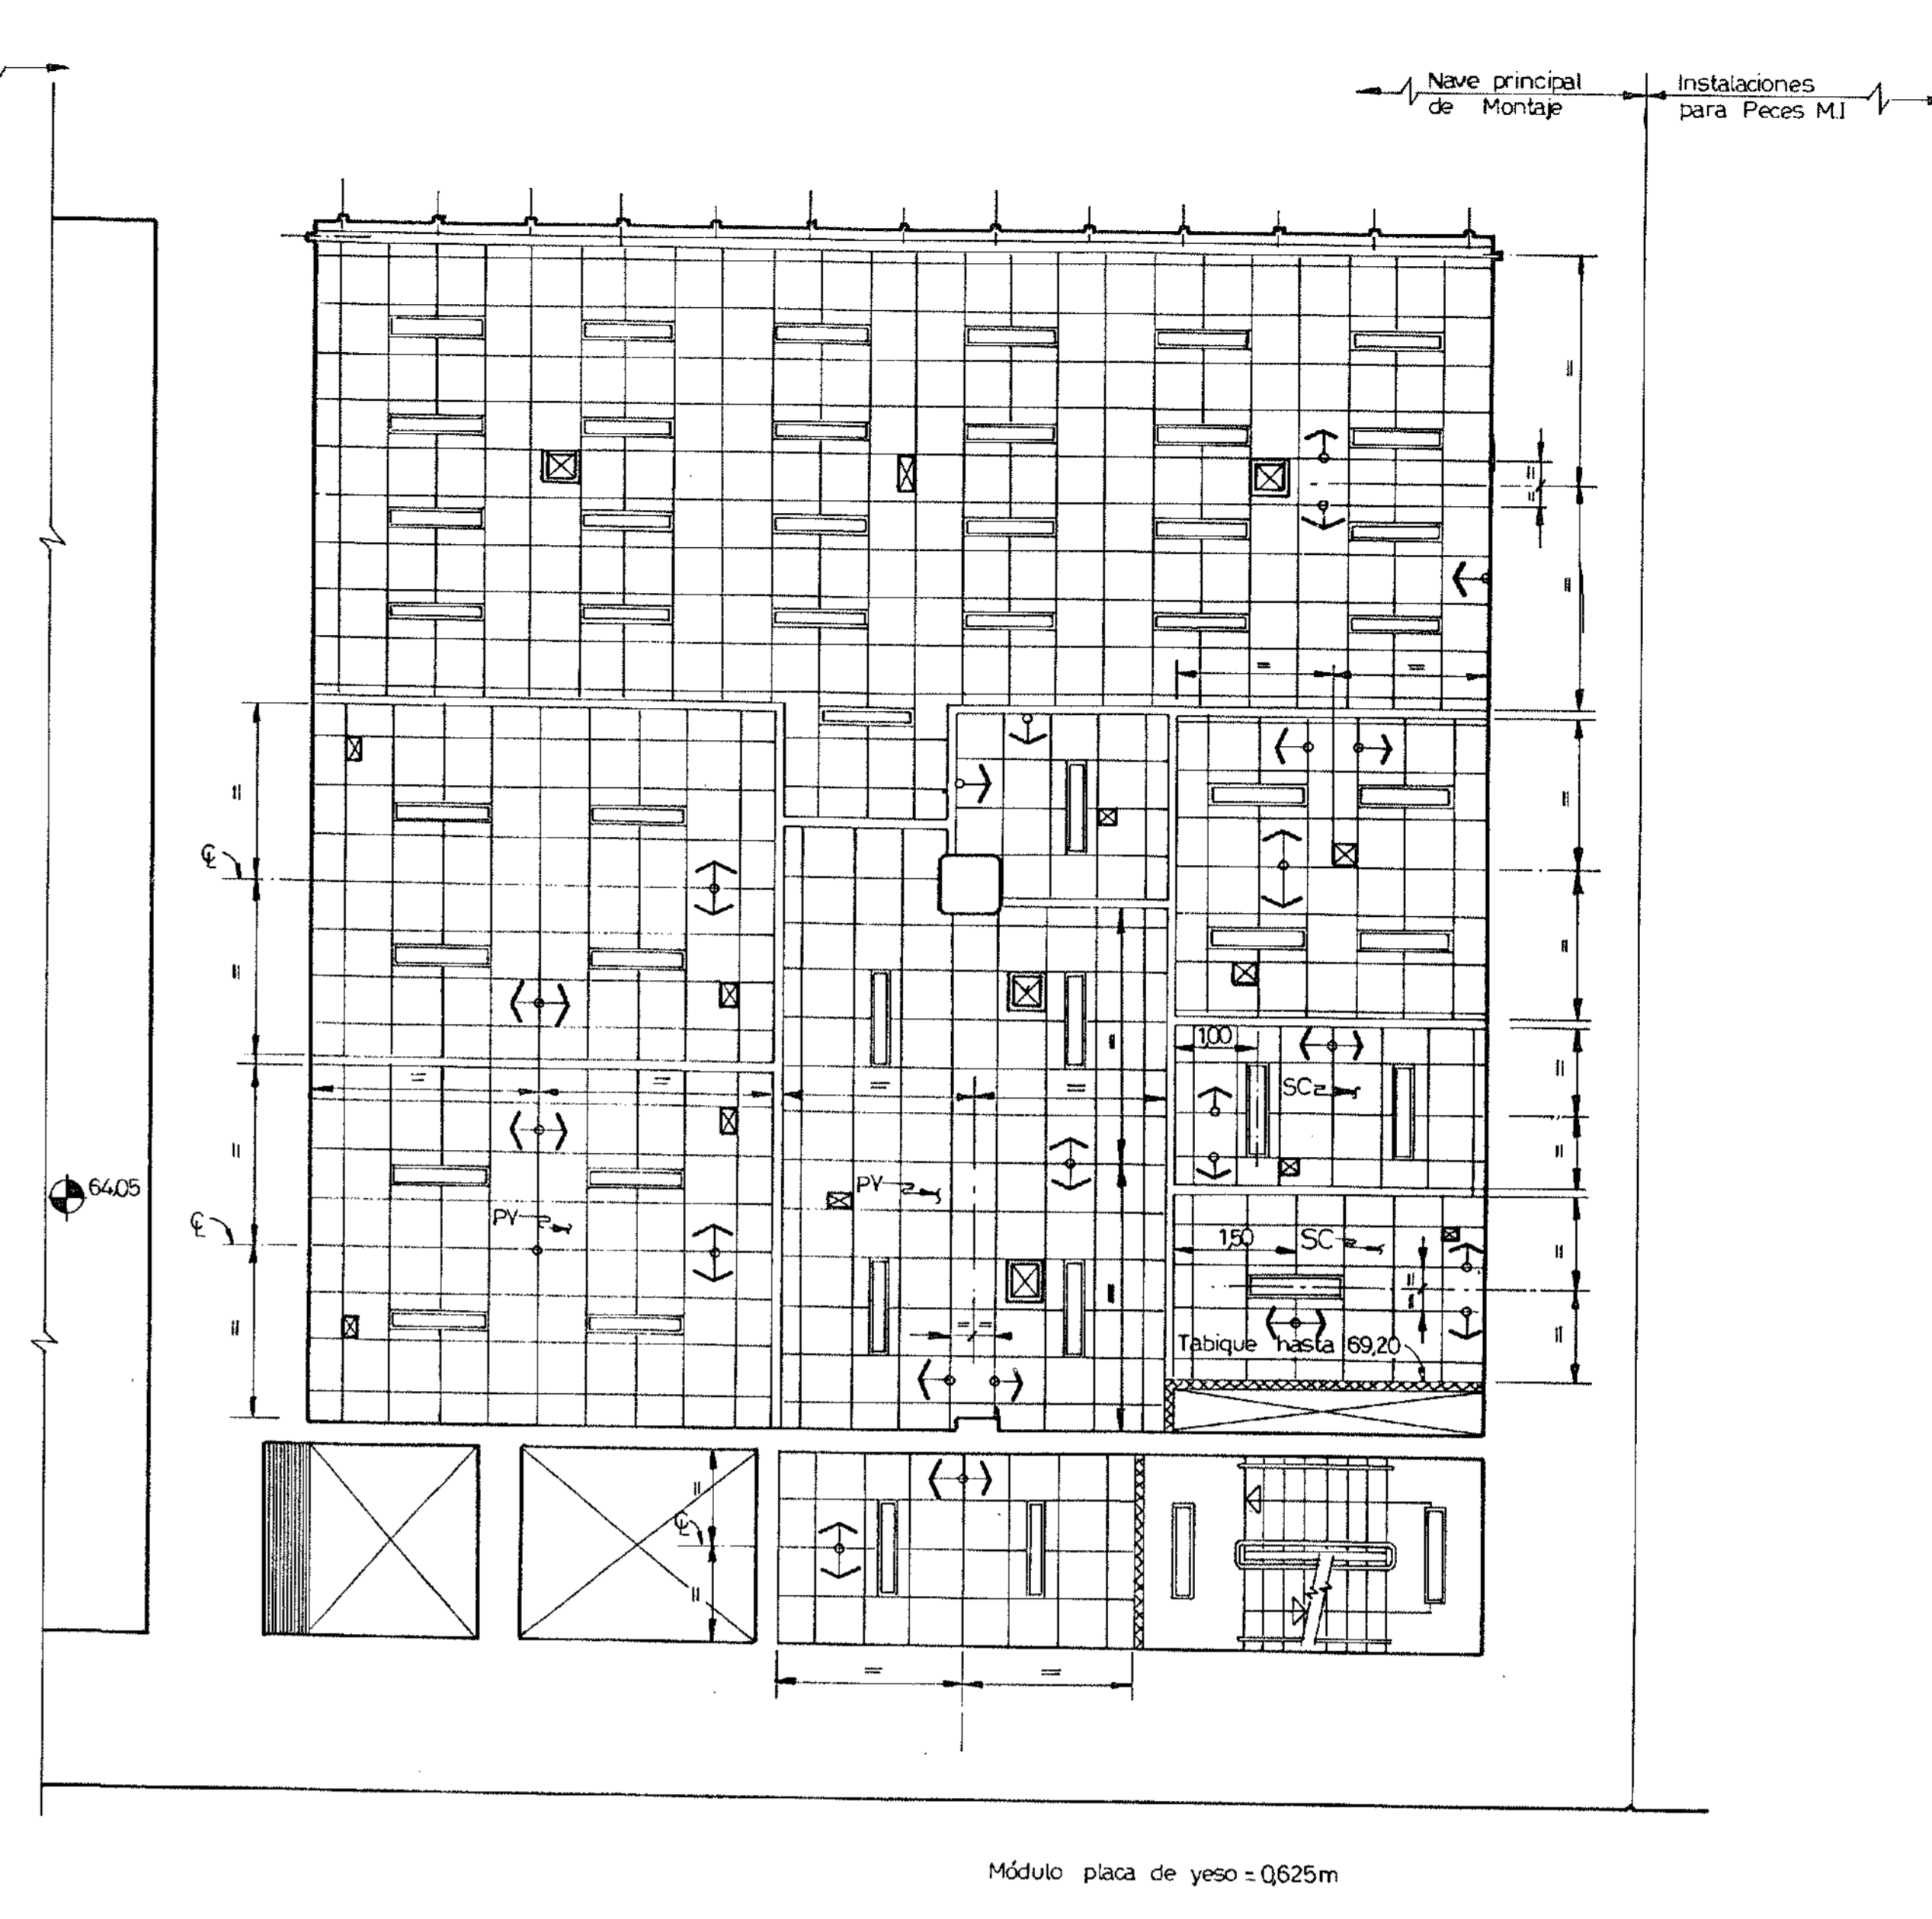 Nave principal
de Montaje
Instalaciones
para Peces M.I
℄
1,00
SC
64,05
PY
PY
℄
1,50
SC
Tabique hasta 69,20
℄
Módulo placa de yeso = 0,625m